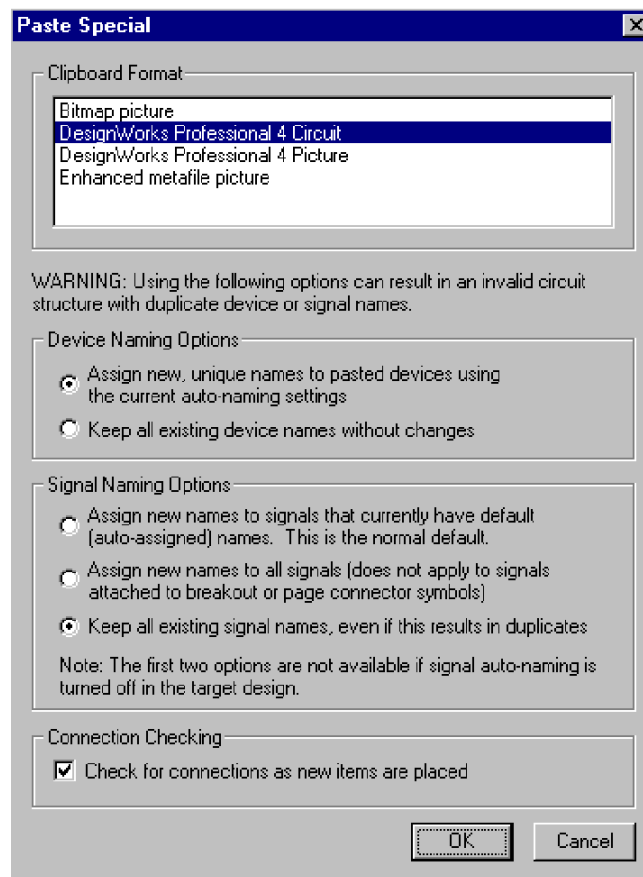 Paste Special
Clipboard Format
Bitmap picture
DesignWorks Professional 4 Circuit
DesignWorks Professional 4 Picture
Enhanced metafile picture
WARNING: Using the following options can result in an invalid circuit
structure with duplicate device or signal names.
Device Naming Options
Assign new, unique names to pasted devices using
the current auto-naming settings
Keep all existing device names without changes
Signal Naming Options
Assign new names to signals that currently have default
(auto-assigned) names.  This is the normal default.
Assign new names to all signals (does not apply to signals
attached to breakout or page connector symbols)
Keep all existing signal names, even if this results in duplicates
Note: The first two options are not available if signal auto-naming is
turned off in the target design.
Connection Checking
Check for connections as new items are placed
OK
Cancel